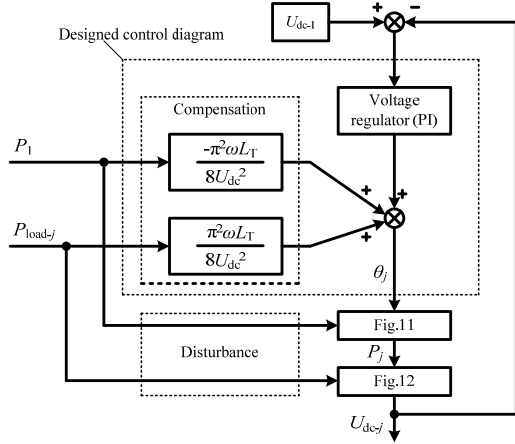 U_dc-1
+
−
Designed control diagram
Compensation
Voltage
regulator (PI)
P_1
-π²ωL_T
8U_dc²
+
+
P_load-j
π²ωL_T
8U_dc²
+
θ_j
Fig.11
Disturbance
P_j
Fig.12
U_dc-j